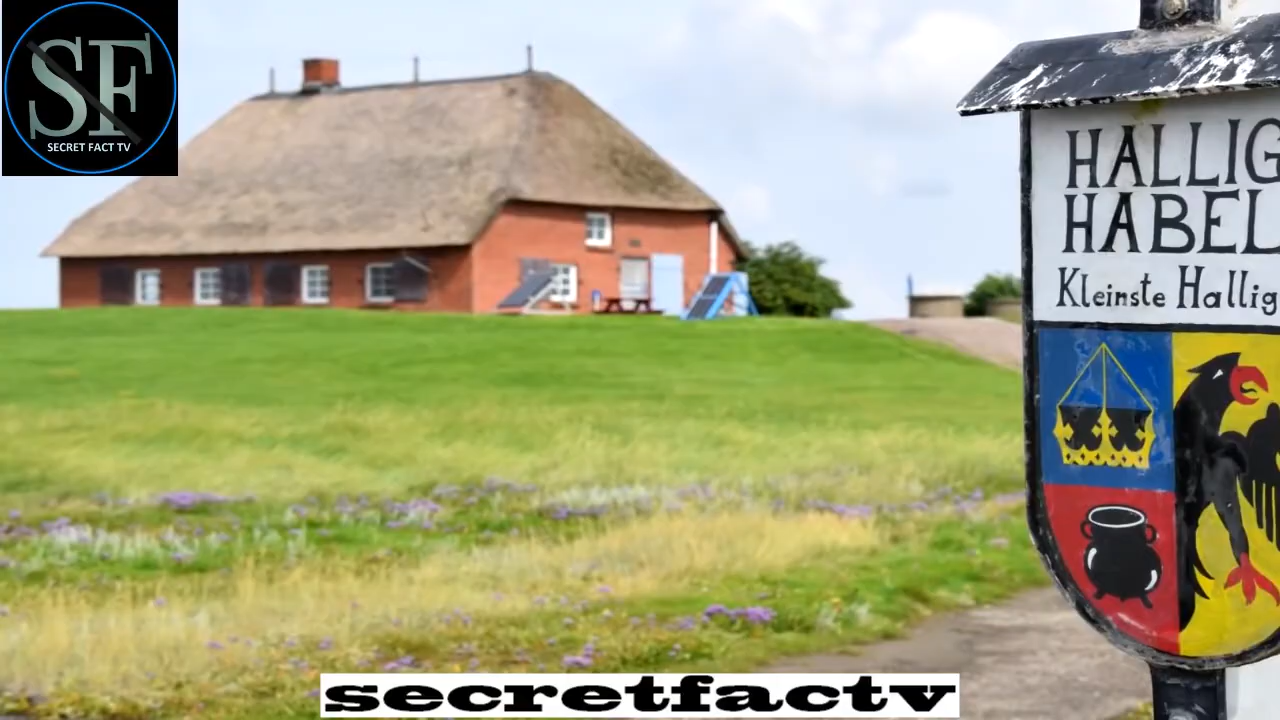 SF
SECRET FACT TV
HALLIG
HABEL
Kleinste Hallig
secretfactv